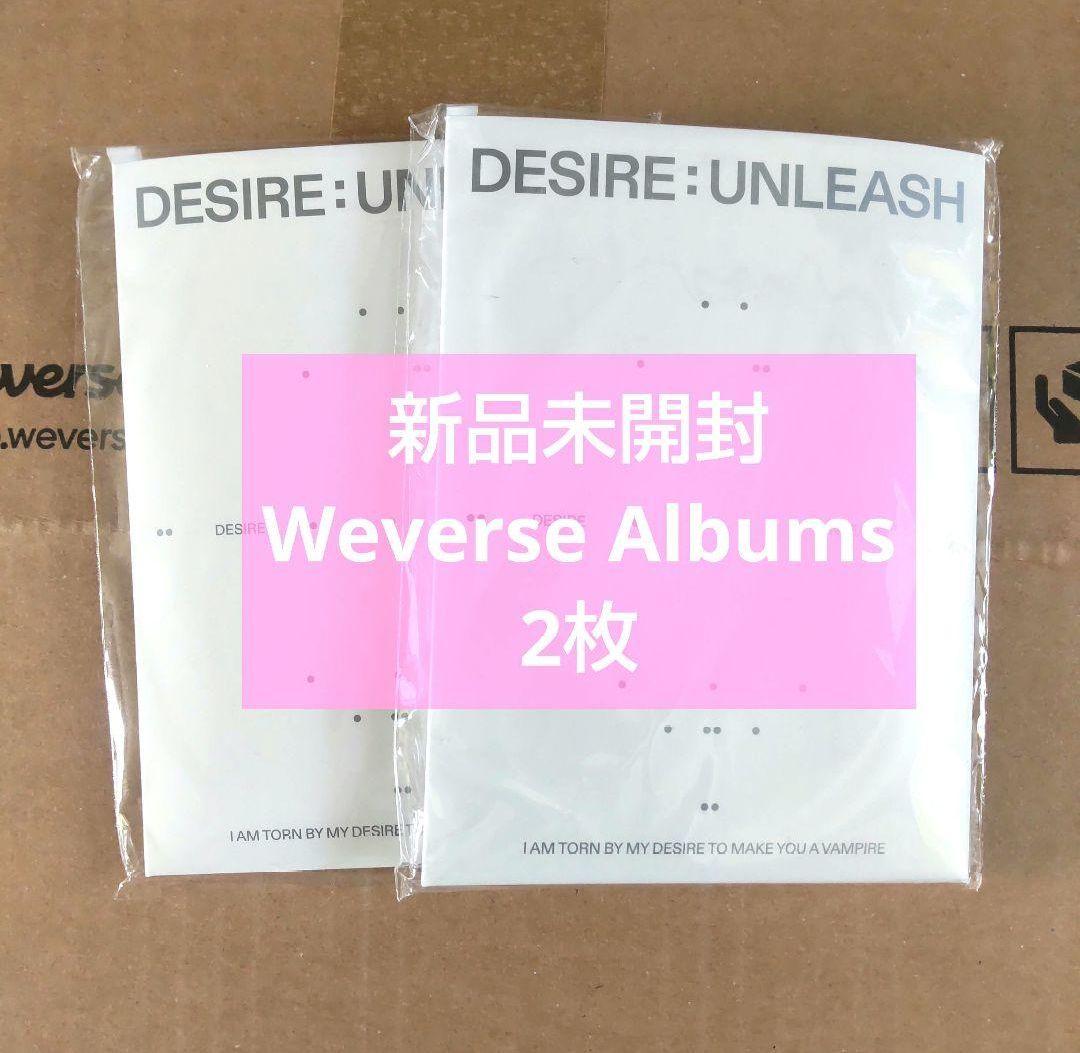 DESIRE : UN
DESIRE : UNLEASH
新品未開封
Weverse Albums
2枚
DESIRE
DESIRE
I AM TORN BY MY DESIRE T
I AM TORN BY MY DESIRE TO MAKE YOU A VAMPIRE
vers
.wevers